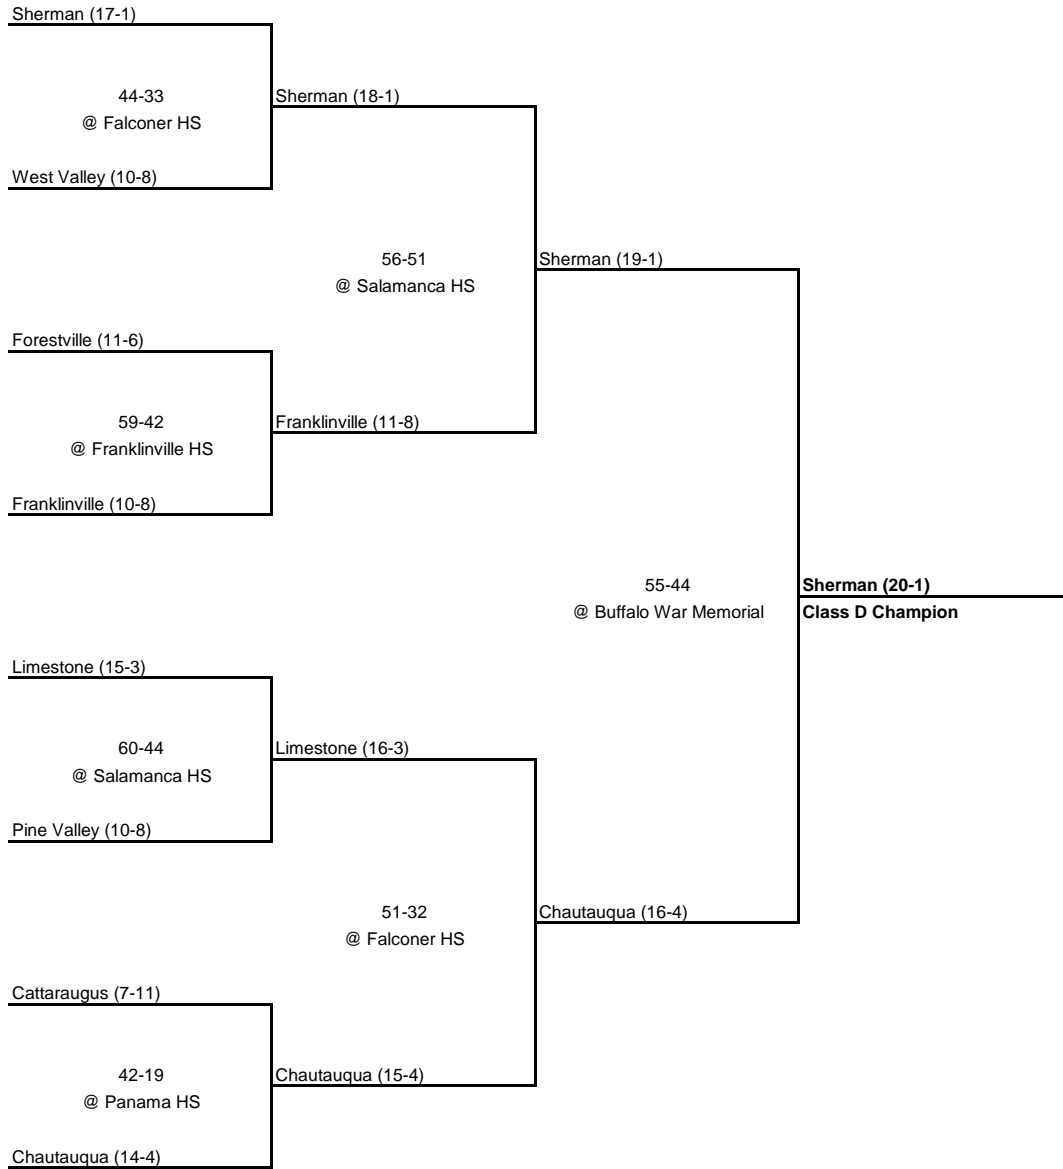 Sherman (17-1)
44-33
@ Falconer HS
Sherman (18-1)
West Valley (10-8)
56-51
@ Salamanca HS
Sherman (19-1)
Forestville (11-6)
59-42
@ Franklinville HS
Franklinville (11-8)
Franklinville (10-8)
55-44
@ Buffalo War Memorial
Sherman (20-1)
Class D Champion
Limestone (15-3)
60-44
@ Salamanca HS
Limestone (16-3)
Pine Valley (10-8)
51-32
@ Falconer HS
Chautauqua (16-4)
Cattaraugus (7-11)
42-19
@ Panama HS
Chautauqua (15-4)
Chautauqua (14-4)